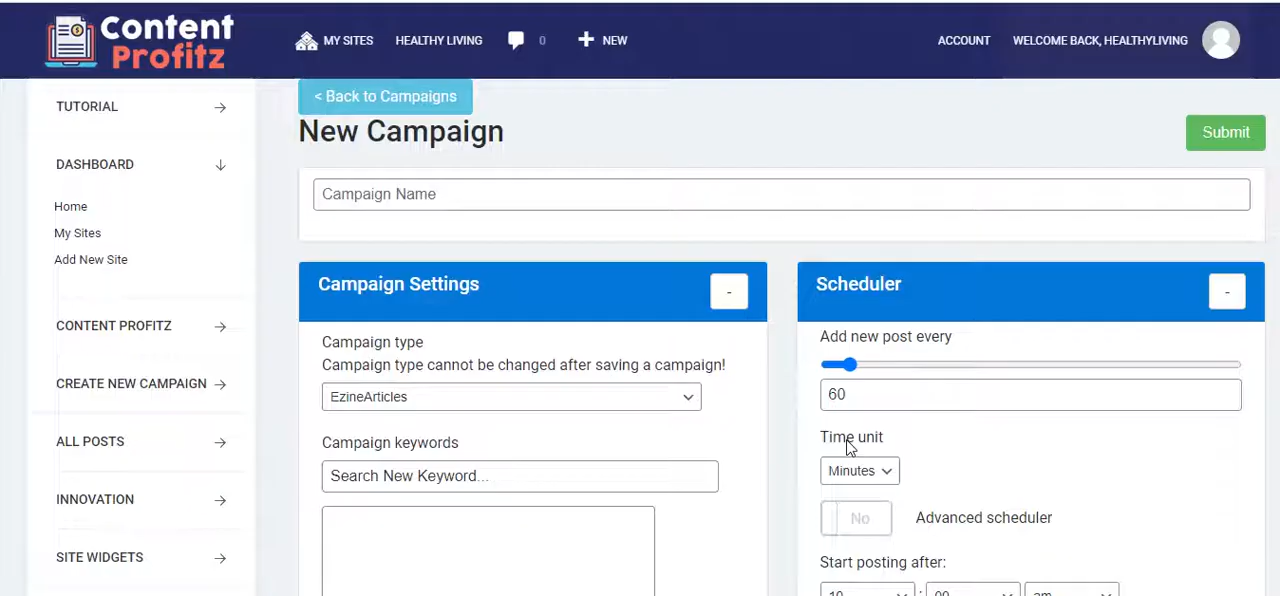 Content
Profitz
MY SITES
HEALTHY LIVING
0
NEW
ACCOUNT
WELCOME BACK, HEALTHYLIVING
TUTORIAL
DASHBOARD
Home
My Sites
Add New Site
CONTENT PROFITZ
CREATE NEW CAMPAIGN
ALL POSTS
INNOVATION
SITE WIDGETS
< Back to Campaigns
New Campaign
Submit
Campaign Name
Campaign Settings
-
Campaign type
Campaign type cannot be changed after saving a campaign!
EzineArticles
Campaign keywords
Search New Keyword...
Scheduler
-
Add new post every
60
Time unit
Minutes
No
Advanced scheduler
Start posting after:
10 : 00 am